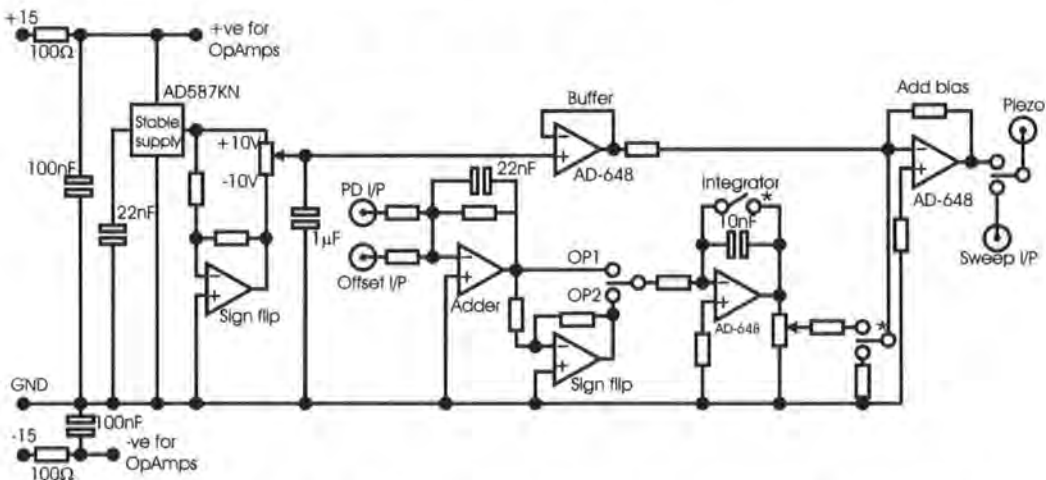 +15
100Ω
+ve for
OpAmps
AD587KN
Stable
supply
+10V
-10V
100nF
22nF
1µF
Sign flip
PD I/P
Offset I/P
22nF
Adder
Buffer
AD-648
OP1
OP2
Sign flip
Integrator
*
10nF
AD-648
*
Add bias
AD-648
Piezo
Sweep I/P
GND
100nF
-15
100Ω
-ve for
OpAmps